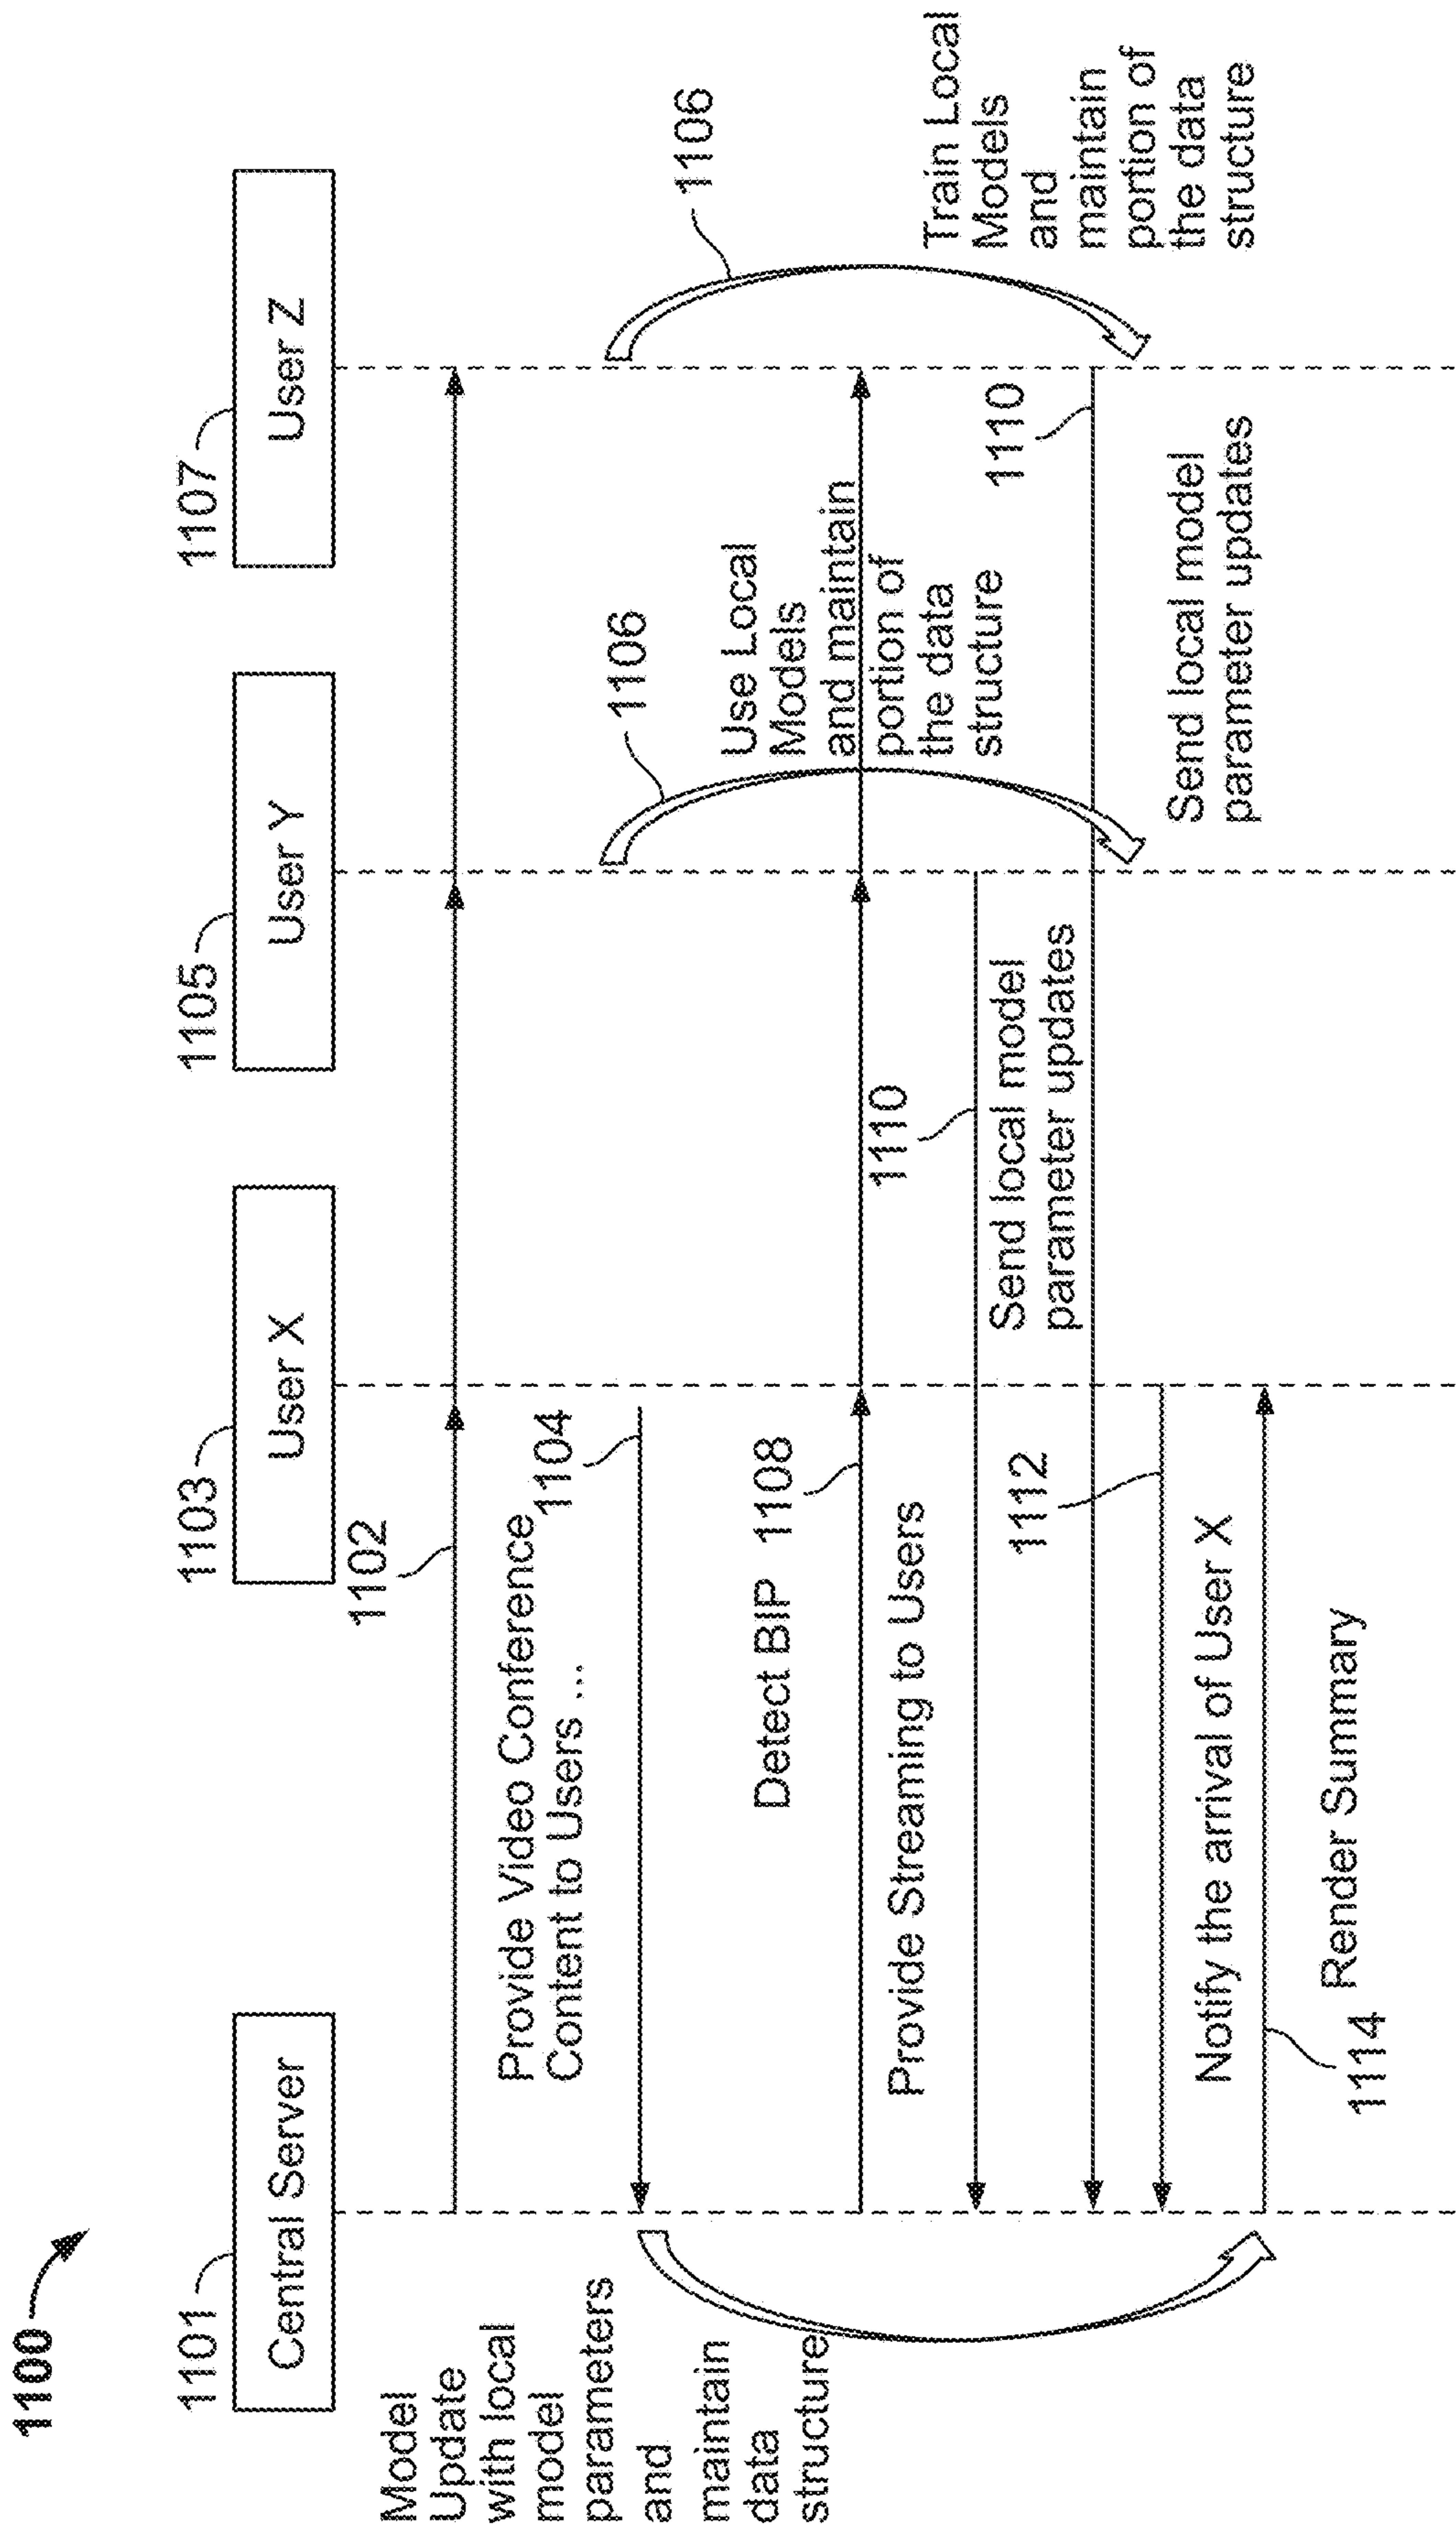 1100
1101
Central Server
1103
User X
1105
User Y
1107
User Z
1102
Provide Video Conference
Content to Users ...
1104
Model
Update
with local
model
parameters
and
maintain
data
structure
Detect BIP 1108
Provide Streaming to Users
1106
Use Local
Models
and maintain
portion of
the data
structure
1106
Train Local
Models
and
maintain
portion of
the data
structure
1110
Send local model
parameter updates
1110
Send local model
parameter updates
1112
Notify the arrival of User X
1114
Render Summary